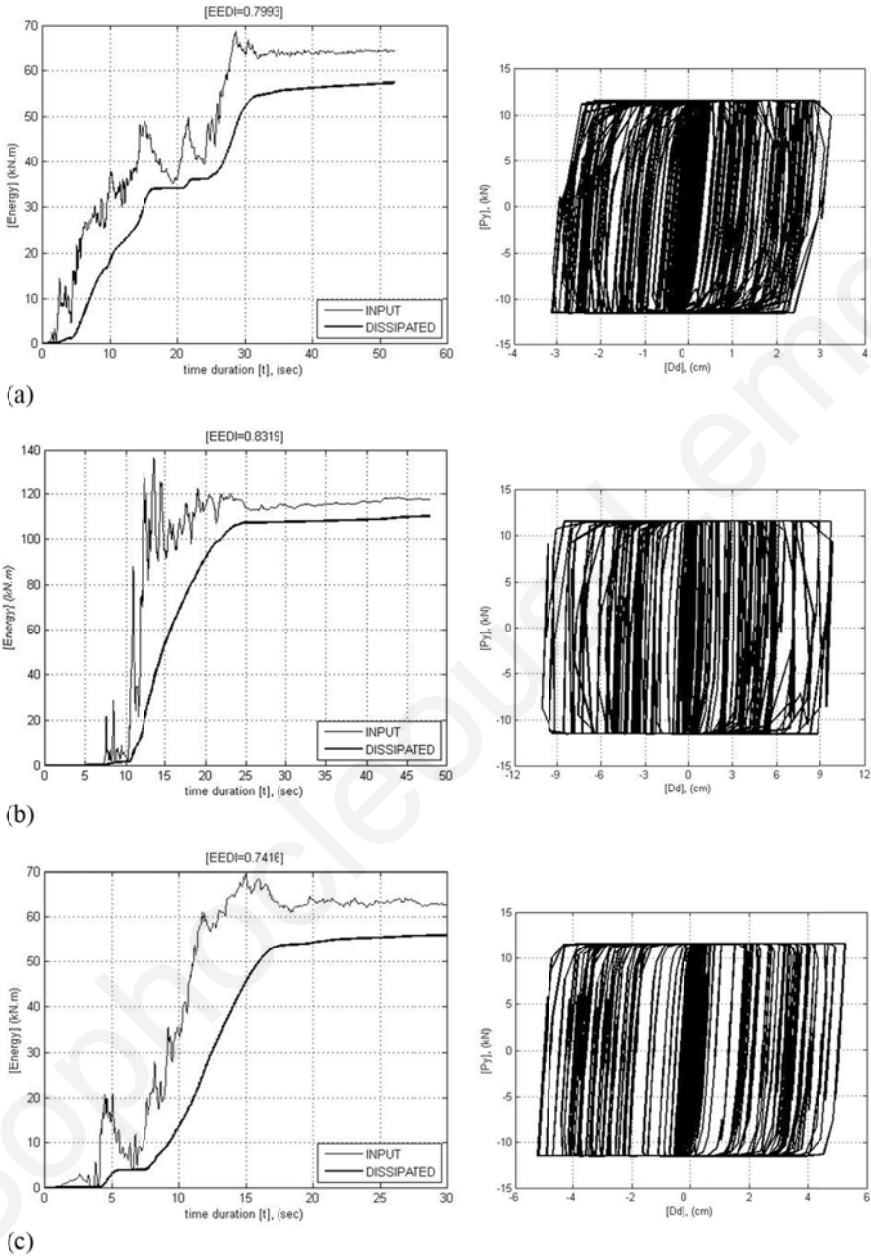 [EEDI=0.7993]
70
60
50
40
30
20
10
0
[Energy] (kN.m)
0 10 20 30 40 50 60
time duration [t], (sec)
INPUT
DISSIPATED
15
10
5
0
-5
-10
-15
[Py], (kN)
-4 -3 -2 -1 0 1 2 3 4
[Dd], (cm)
(a)
[EEDI=0.8319]
140
120
100
80
60
40
20
0
[Energy] (kN.m)
0 5 10 15 20 25 30 35 40 45 50
time duration [t], (sec)
INPUT
DISSIPATED
15
10
5
0
-5
-10
-15
[Py], (kN)
-12 -9 -6 -3 0 3 6 9 12
[Dd], (cm)
(b)
[EEDI=0.7416]
70
60
50
40
30
20
10
0
[Energy] (kN.m)
0 5 10 15 20 25 30
time duration [t], (sec)
INPUT
DISSIPATED
15
10
5
0
-5
-10
-15
[Py], (kN)
-6 -4 -2 0 2 4 6
[Dd], (cm)
(c)